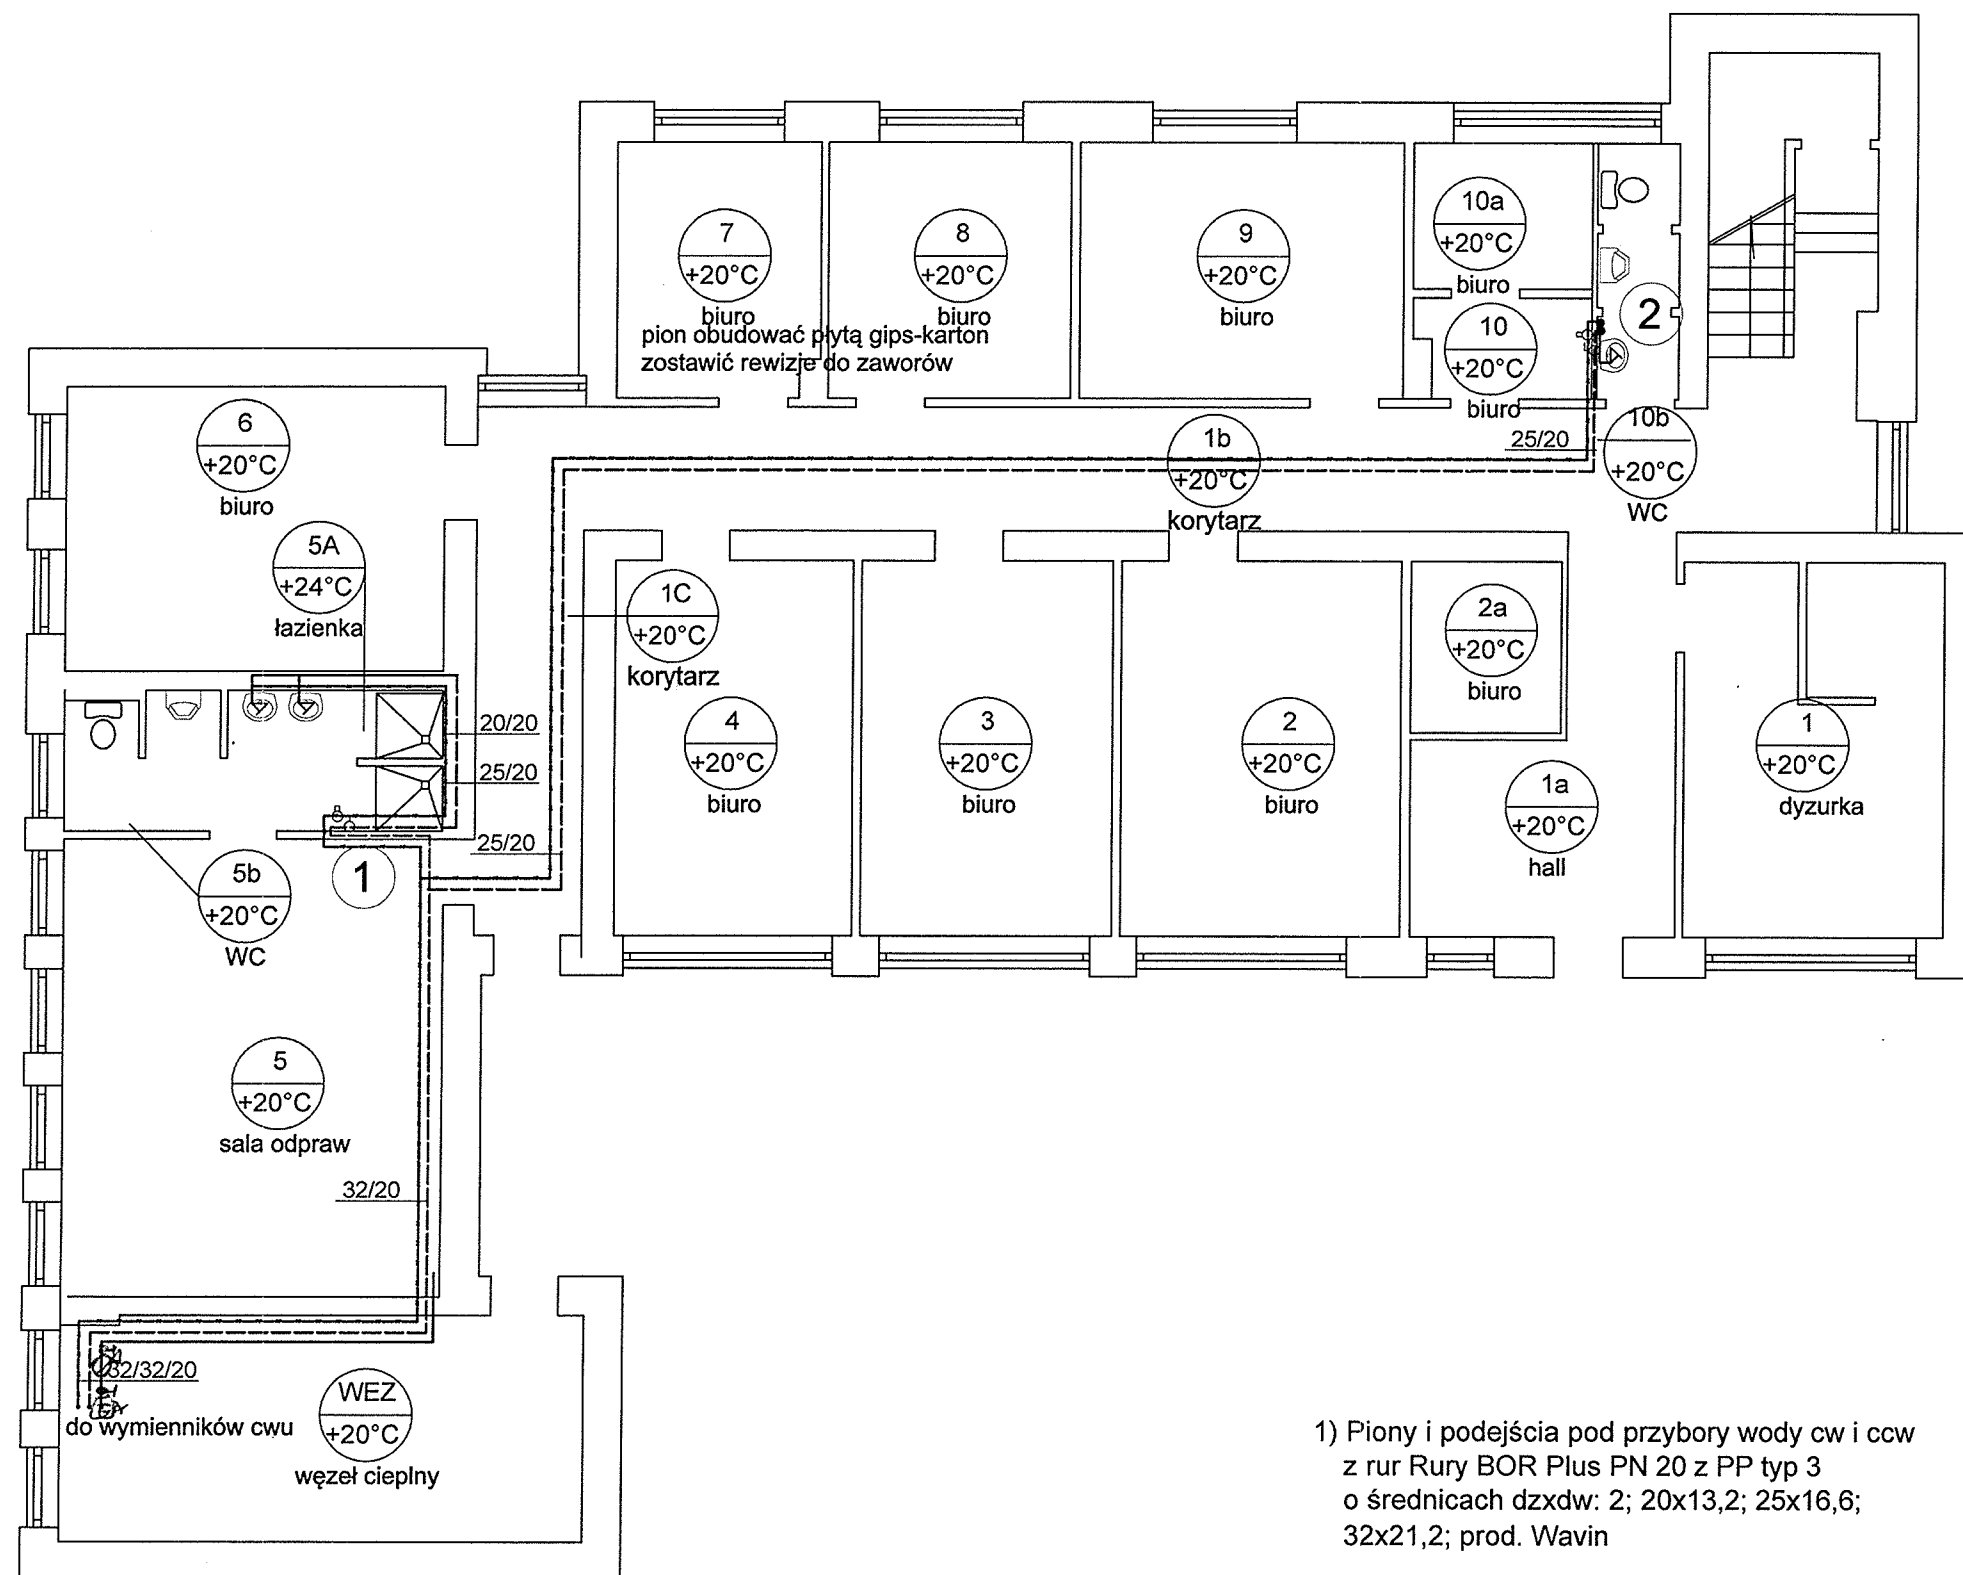 7
+20°C
biuro
8
+20°C
biuro
9
+20°C
biuro
10a
+20°C
biuro
10
+20°C
biuro
2
pion obudować płytą gips-karton
zostawić rewizje do zaworów
6
+20°C
biuro
1b
+20°C
korytarz
25/20
10b
+20°C
WC
5A
+24°C
łazienka
1C
+20°C
korytarz
2a
+20°C
biuro
20/20
25/20
25/20
4
+20°C
biuro
3
+20°C
biuro
2
+20°C
biuro
1a
+20°C
hall
1
+20°C
dyzurka
5b
+20°C
WC
1
5
+20°C
sala odpraw
32/20
32/32/20
do wymienników cwu
WEZ
+20°C
węzeł cieplny
1) Piony i podejścia pod przybory wody cw i ccw
z rur Rury BOR Plus PN 20 z PP typ 3
o średnicach dzxdw: 2; 20x13,2; 25x16,6;
32x21,2; prod. Wavin